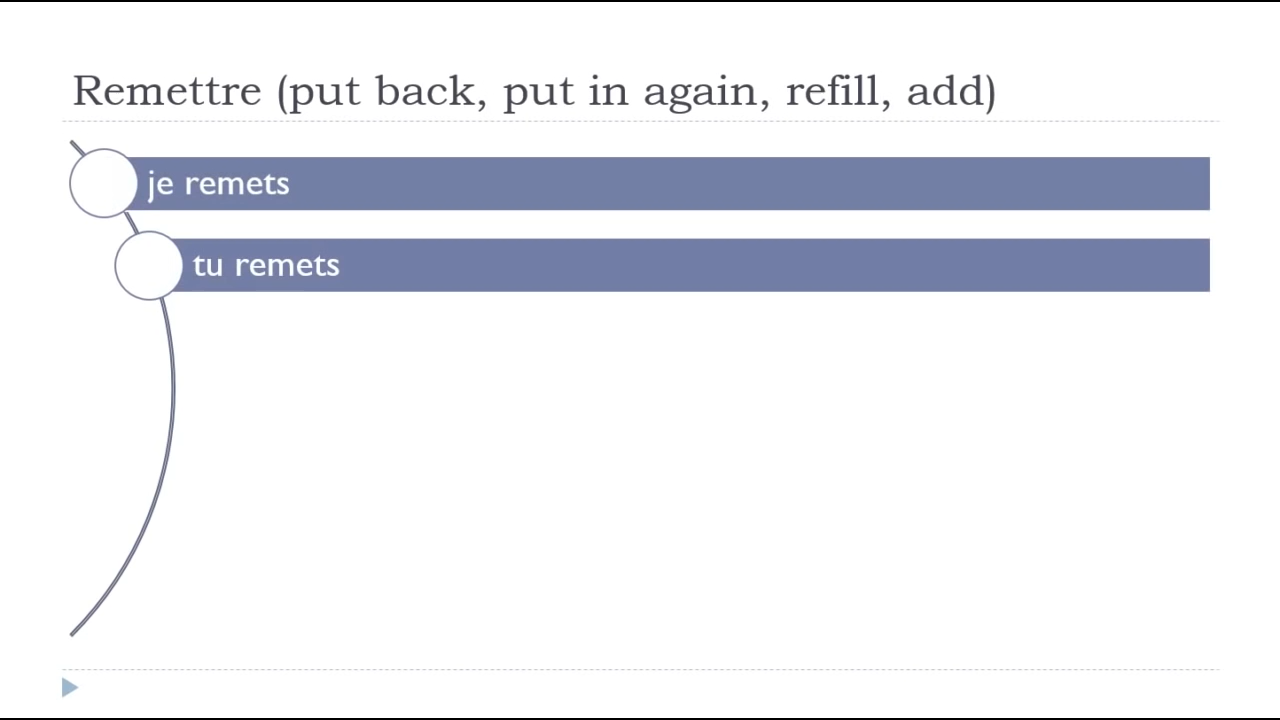 Remettre (put back, put in again, refill, add)
je remets
tu remets